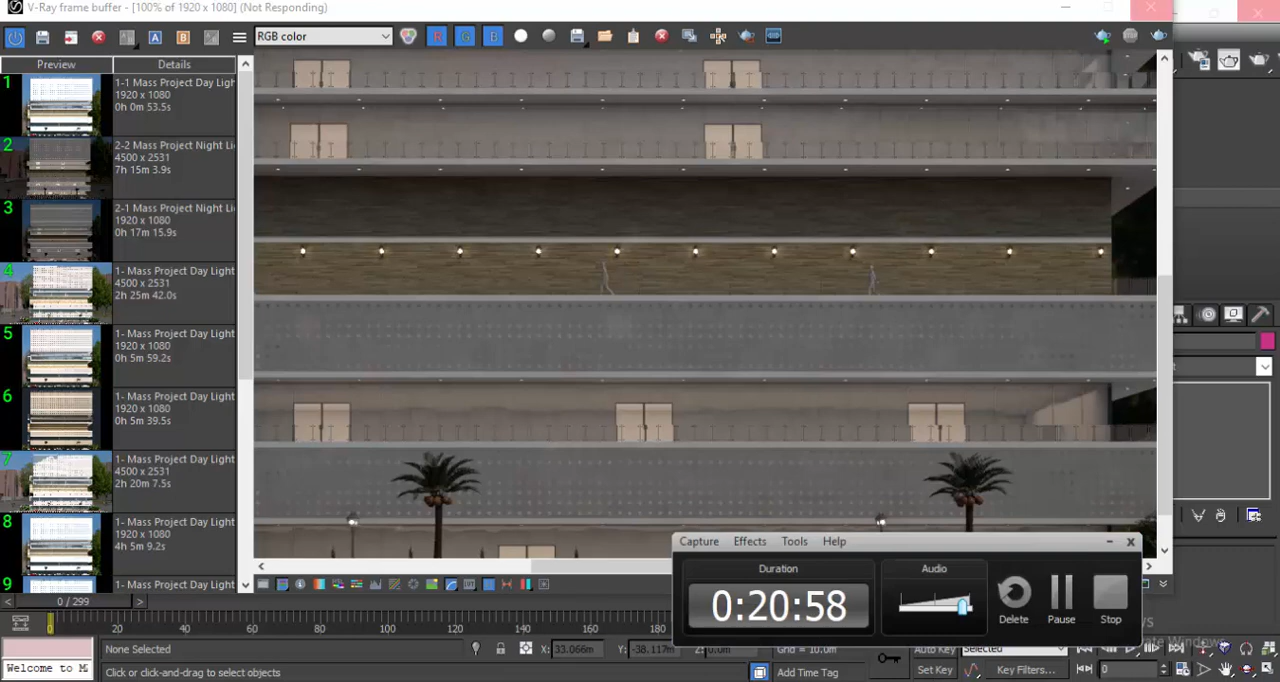 V-Ray frame buffer - [100% of 1920 x 1080] (Not Responding)
RGB color
R G B
Preview Details
1 1-1 Mass Project Day Ligh
1920 x 1080
0h 0m 53.5s
2 2-2 Mass Project Night Li
4500 x 2531
7h 15m 3.9s
3 2-1 Mass Project Night Li
1920 x 1080
0h 17m 15.9s
4 1- Mass Project Day Light
4500 x 2531
2h 25m 42.0s
5 1- Mass Project Day Light
1920 x 1080
0h 5m 59.2s
6 1- Mass Project Day Light
1920 x 1080
0h 5m 39.5s
7 1- Mass Project Day Light
4500 x 2531
2h 20m 7.5s
8 1- Mass Project Day Light
1920 x 1080
4h 5m 9.2s
9 1- Mass Project Day Light
Capture Effects Tools Help
Duration
0:20:58
Audio
Delete Pause Stop
0 / 299
0 20 40 60 80 100 120 140 160 180
None Selected
X: 33.066m Y: -38.117m Z: 0.0m
Grid = 10.0m
Auto Key Selected
Welcome to M
Click or click-and-drag to select objects
Add Time Tag
Set Key
Key Filters...
0